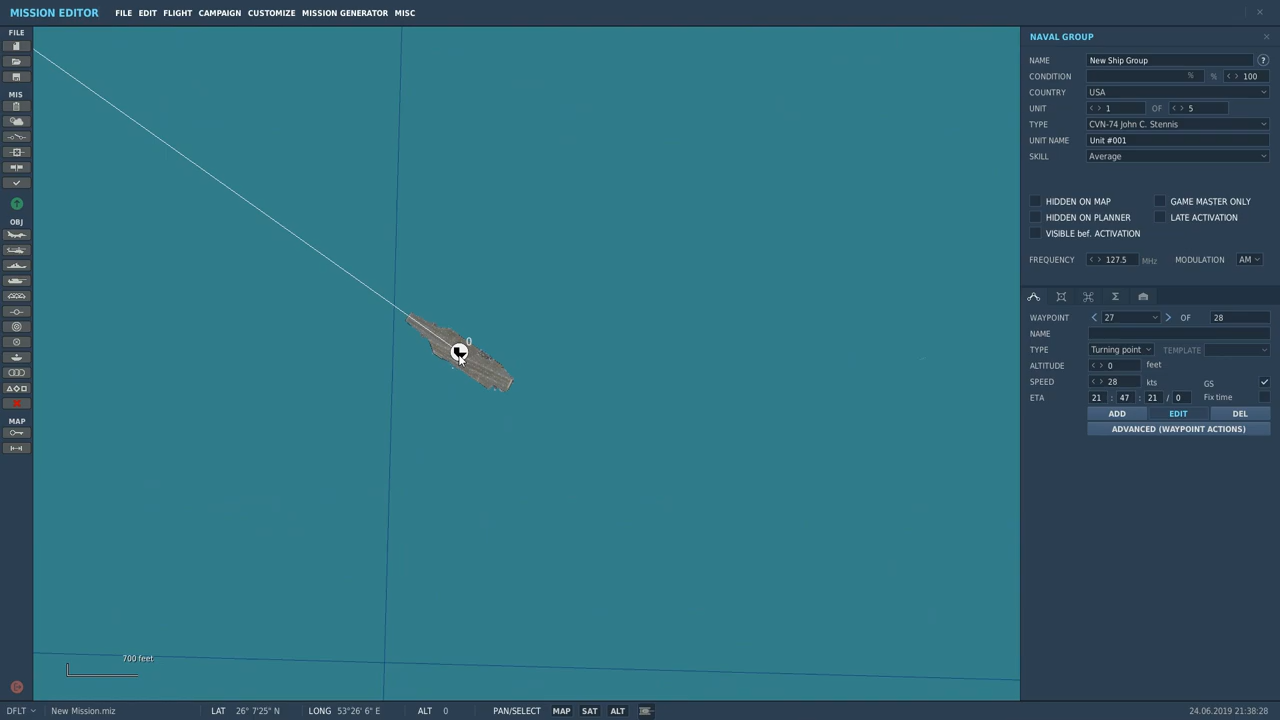 MISSION EDITOR FILE EDIT FLIGHT CAMPAIGN CUSTOMIZE MISSION GENERATOR MISC
FILE
MIS
OBJ
MAP
0
700 feet
NAVAL GROUP
NAME New Ship Group ?
CONDITION % % < > 100
COUNTRY USA
UNIT < > 1 OF < > 5
TYPE CVN-74 John C. Stennis
UNIT NAME Unit #001
SKILL Average
HIDDEN ON MAP GAME MASTER ONLY
HIDDEN ON PLANNER LATE ACTIVATION
VISIBLE bef. ACTIVATION
FREQUENCY < > 127.5 MHz MODULATION AM
WAYPOINT < 27 > OF 28
NAME
TYPE Turning point TEMPLATE
ALTITUDE < > 0 feet
SPEED < > 28 kts GS
ETA 21 : 47 : 21 / 0 Fix time
ADD EDIT DEL
ADVANCED (WAYPOINT ACTIONS)
DFLT New Mission.miz LAT 26° 7'25" N LONG 53°26' 6" E ALT 0 PAN/SELECT MAP SAT ALT 24.06.2019 21:38:28